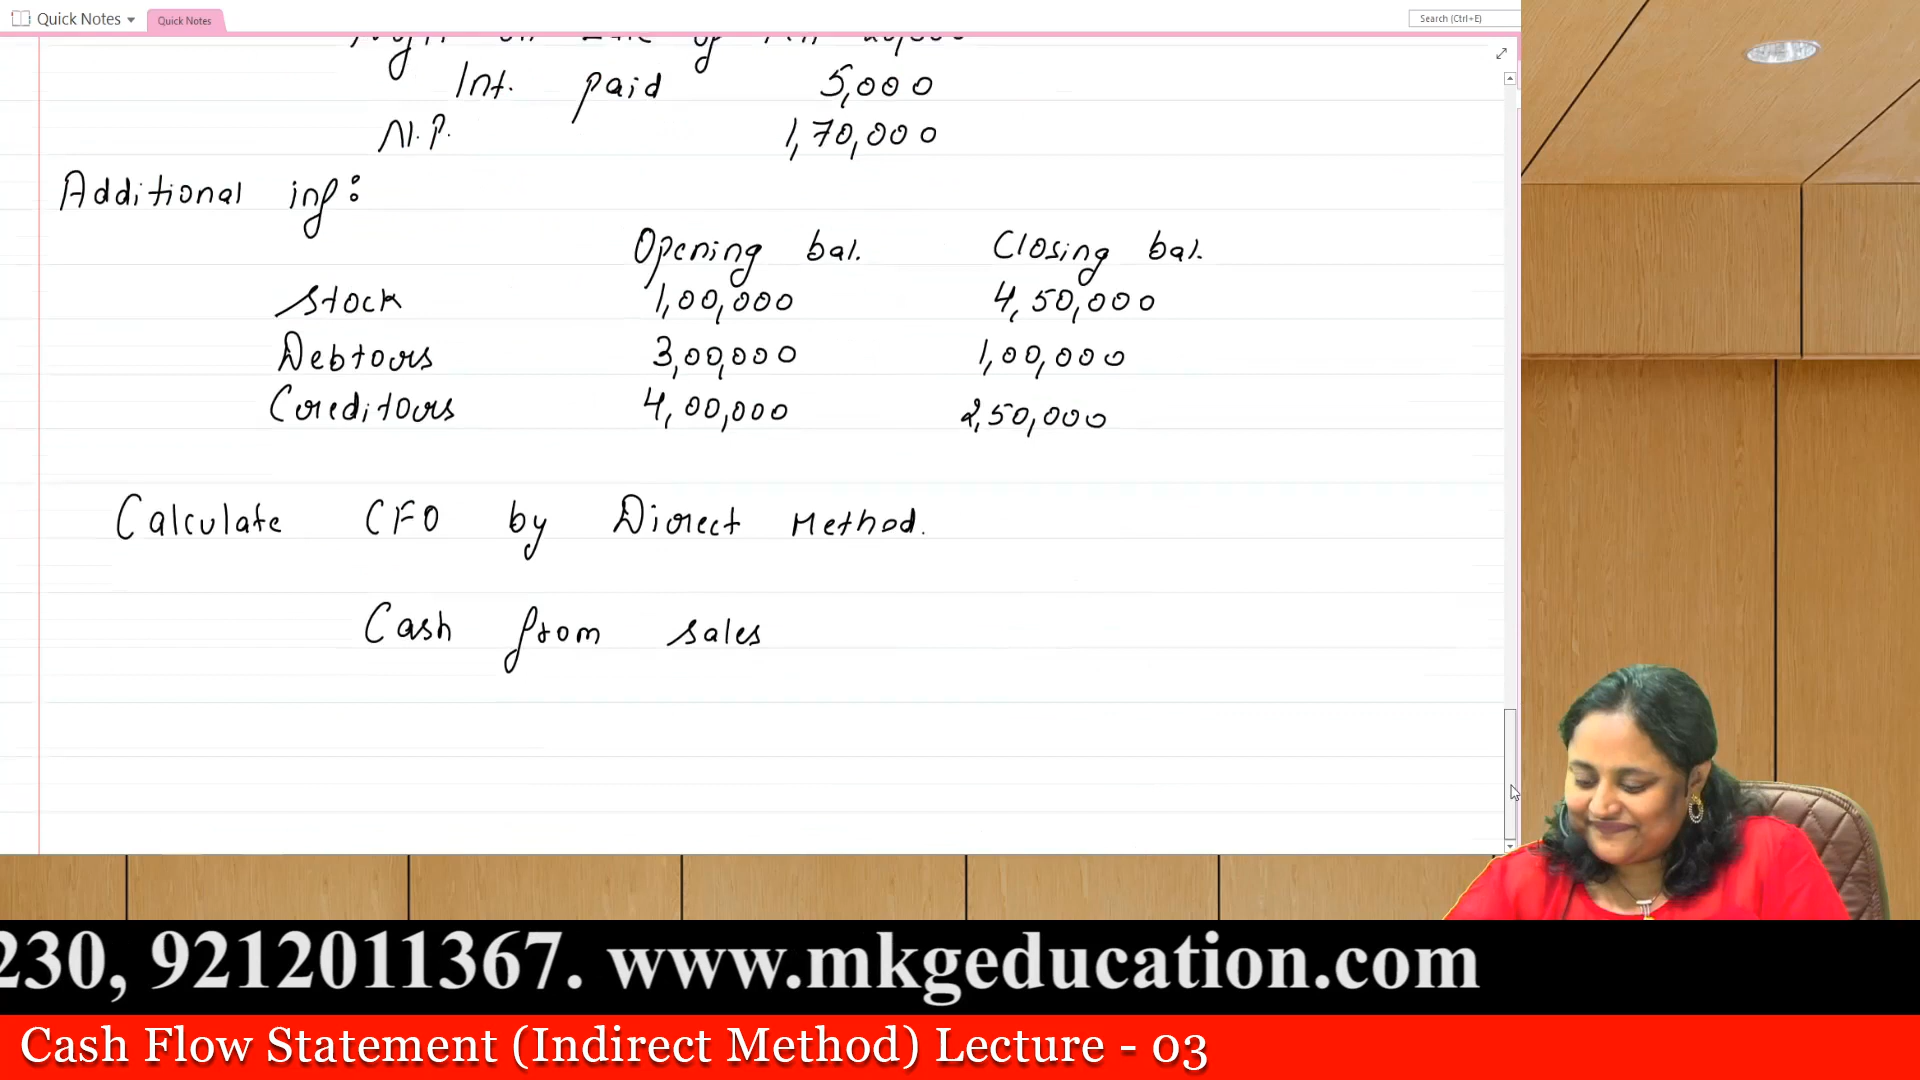 Quick Notes
Quick Notes
Search (Ctrl+E)
Int. paid 5,000
N.P. 1,70,000
Additional inf:
Opening bal. Closing bal.
Stock 1,00,000 4,50,000
Debtors 3,00,000 1,00,000
Creditors 4,00,000 2,50,000
Calculate CFO by Direct Method.
Cash from sales
230, 9212011367. www.mkgeducation.com
Cash Flow Statement (Indirect Method) Lecture - 03